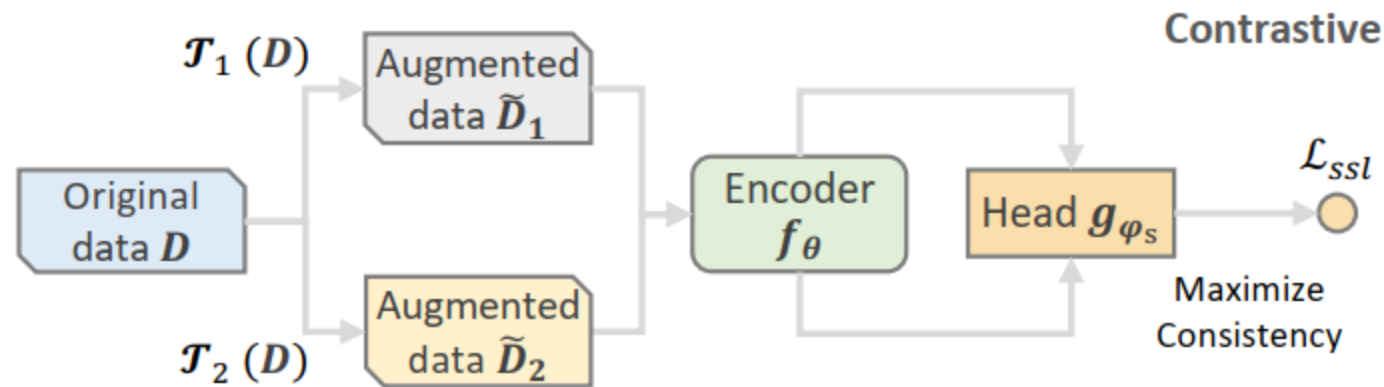 Contrastive
𝒯₁ (D)
Augmented
data D̃₁
Original
data D
𝒯₂ (D)
Augmented
data D̃₂
Encoder
f_θ
Head g_φₛ
ℒ_ssl
Maximize
Consistency